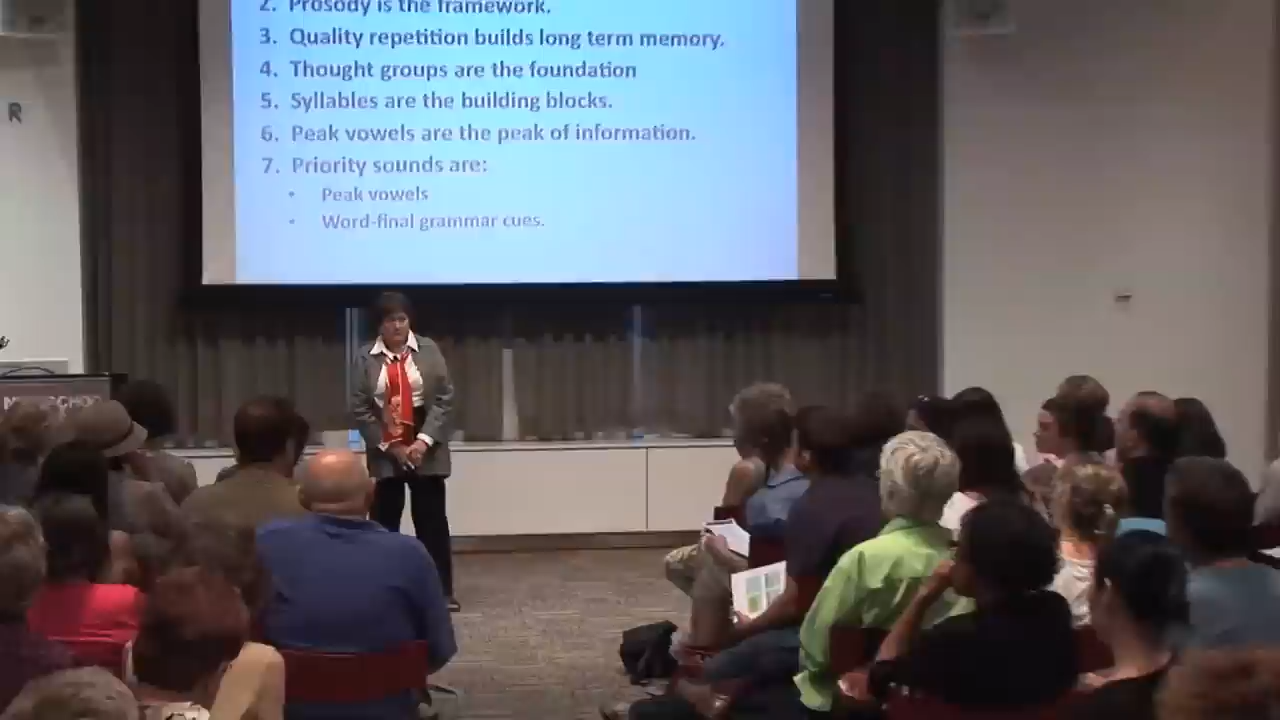 2. Prosody is the framework.
3. Quality repetition builds long term memory.
4. Thought groups are the foundation
5. Syllables are the building blocks.
6. Peak vowels are the peak of information.
7. Priority sounds are:
• Peak vowels
• Word-final grammar cues.
R